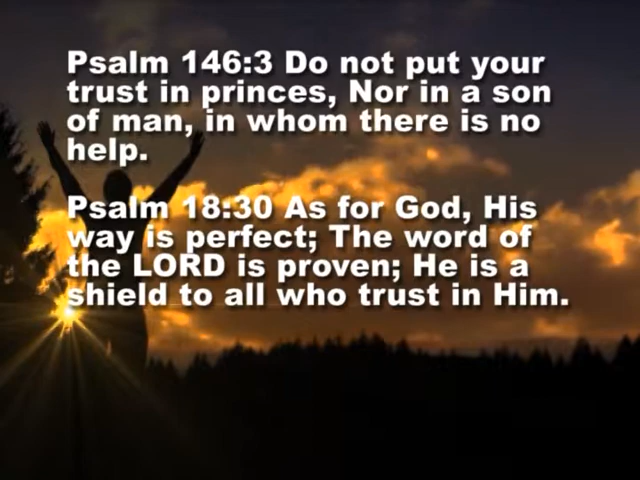 Psalm 146:3 Do not put your
trust in princes, Nor in a son
of man, in whom there is no
help.
Psalm 18:30 As for God, His
way is perfect; The word of
the LORD is proven; He is a
shield to all who trust in Him.